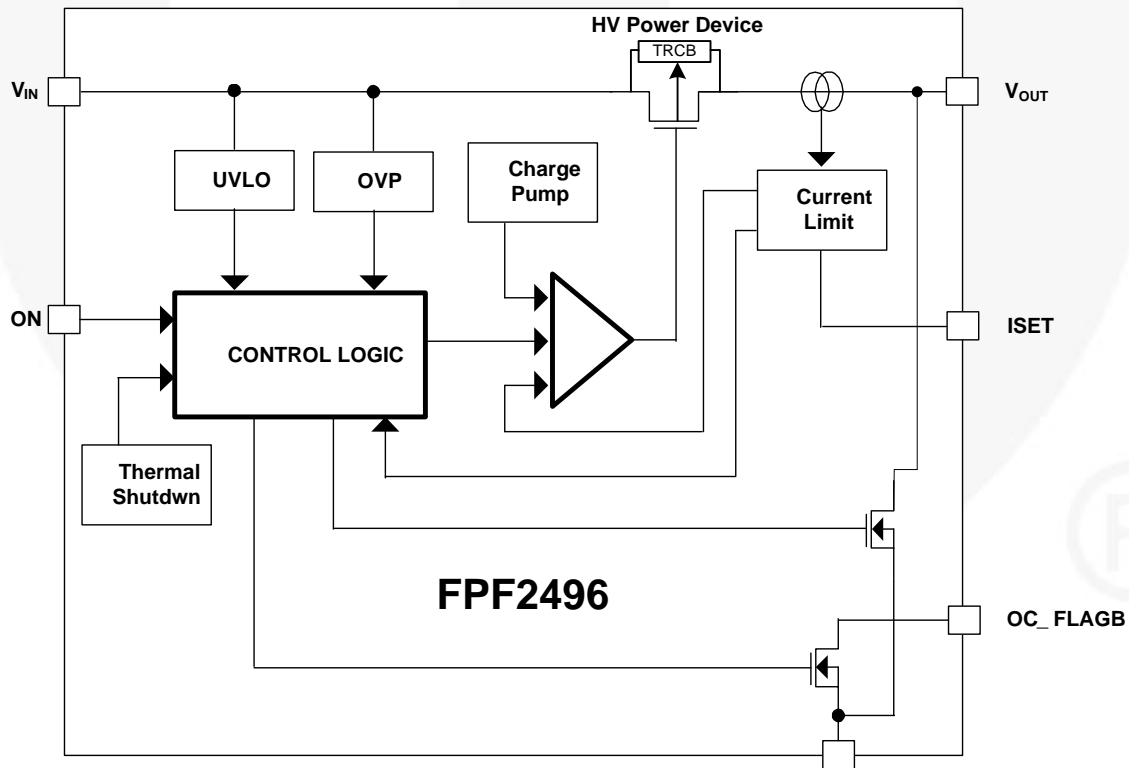 HV Power Device
TRCB
VIN
VOUT
UVLO
OVP
Charge
Pump
Current
Limit
ON
ISET
CONTROL LOGIC
Thermal
Shutdwn
FPF2496
OC_ FLAGB